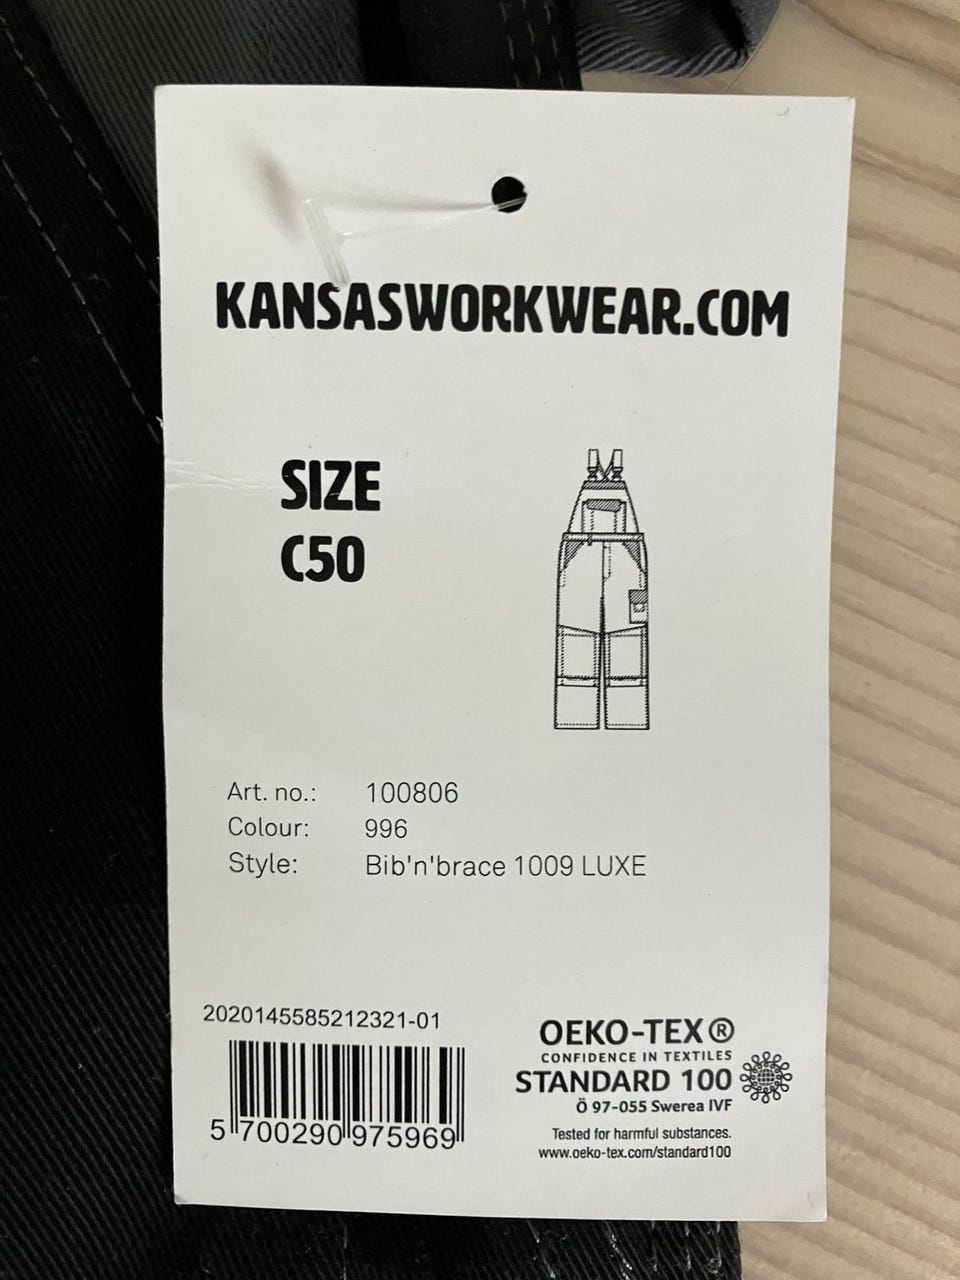 KANSASWORKWEAR.COM
SIZE
C50
Art. no.: 100806
Colour: 996
Style: Bib'n'brace 1009 LUXE
2020145585212321-01
5 700290 975969
OEKO-TEX®
CONFIDENCE IN TEXTILES
STANDARD 100
Ö 97-055 Swerea IVF
Tested for harmful substances.
www.oeko-tex.com/standard100